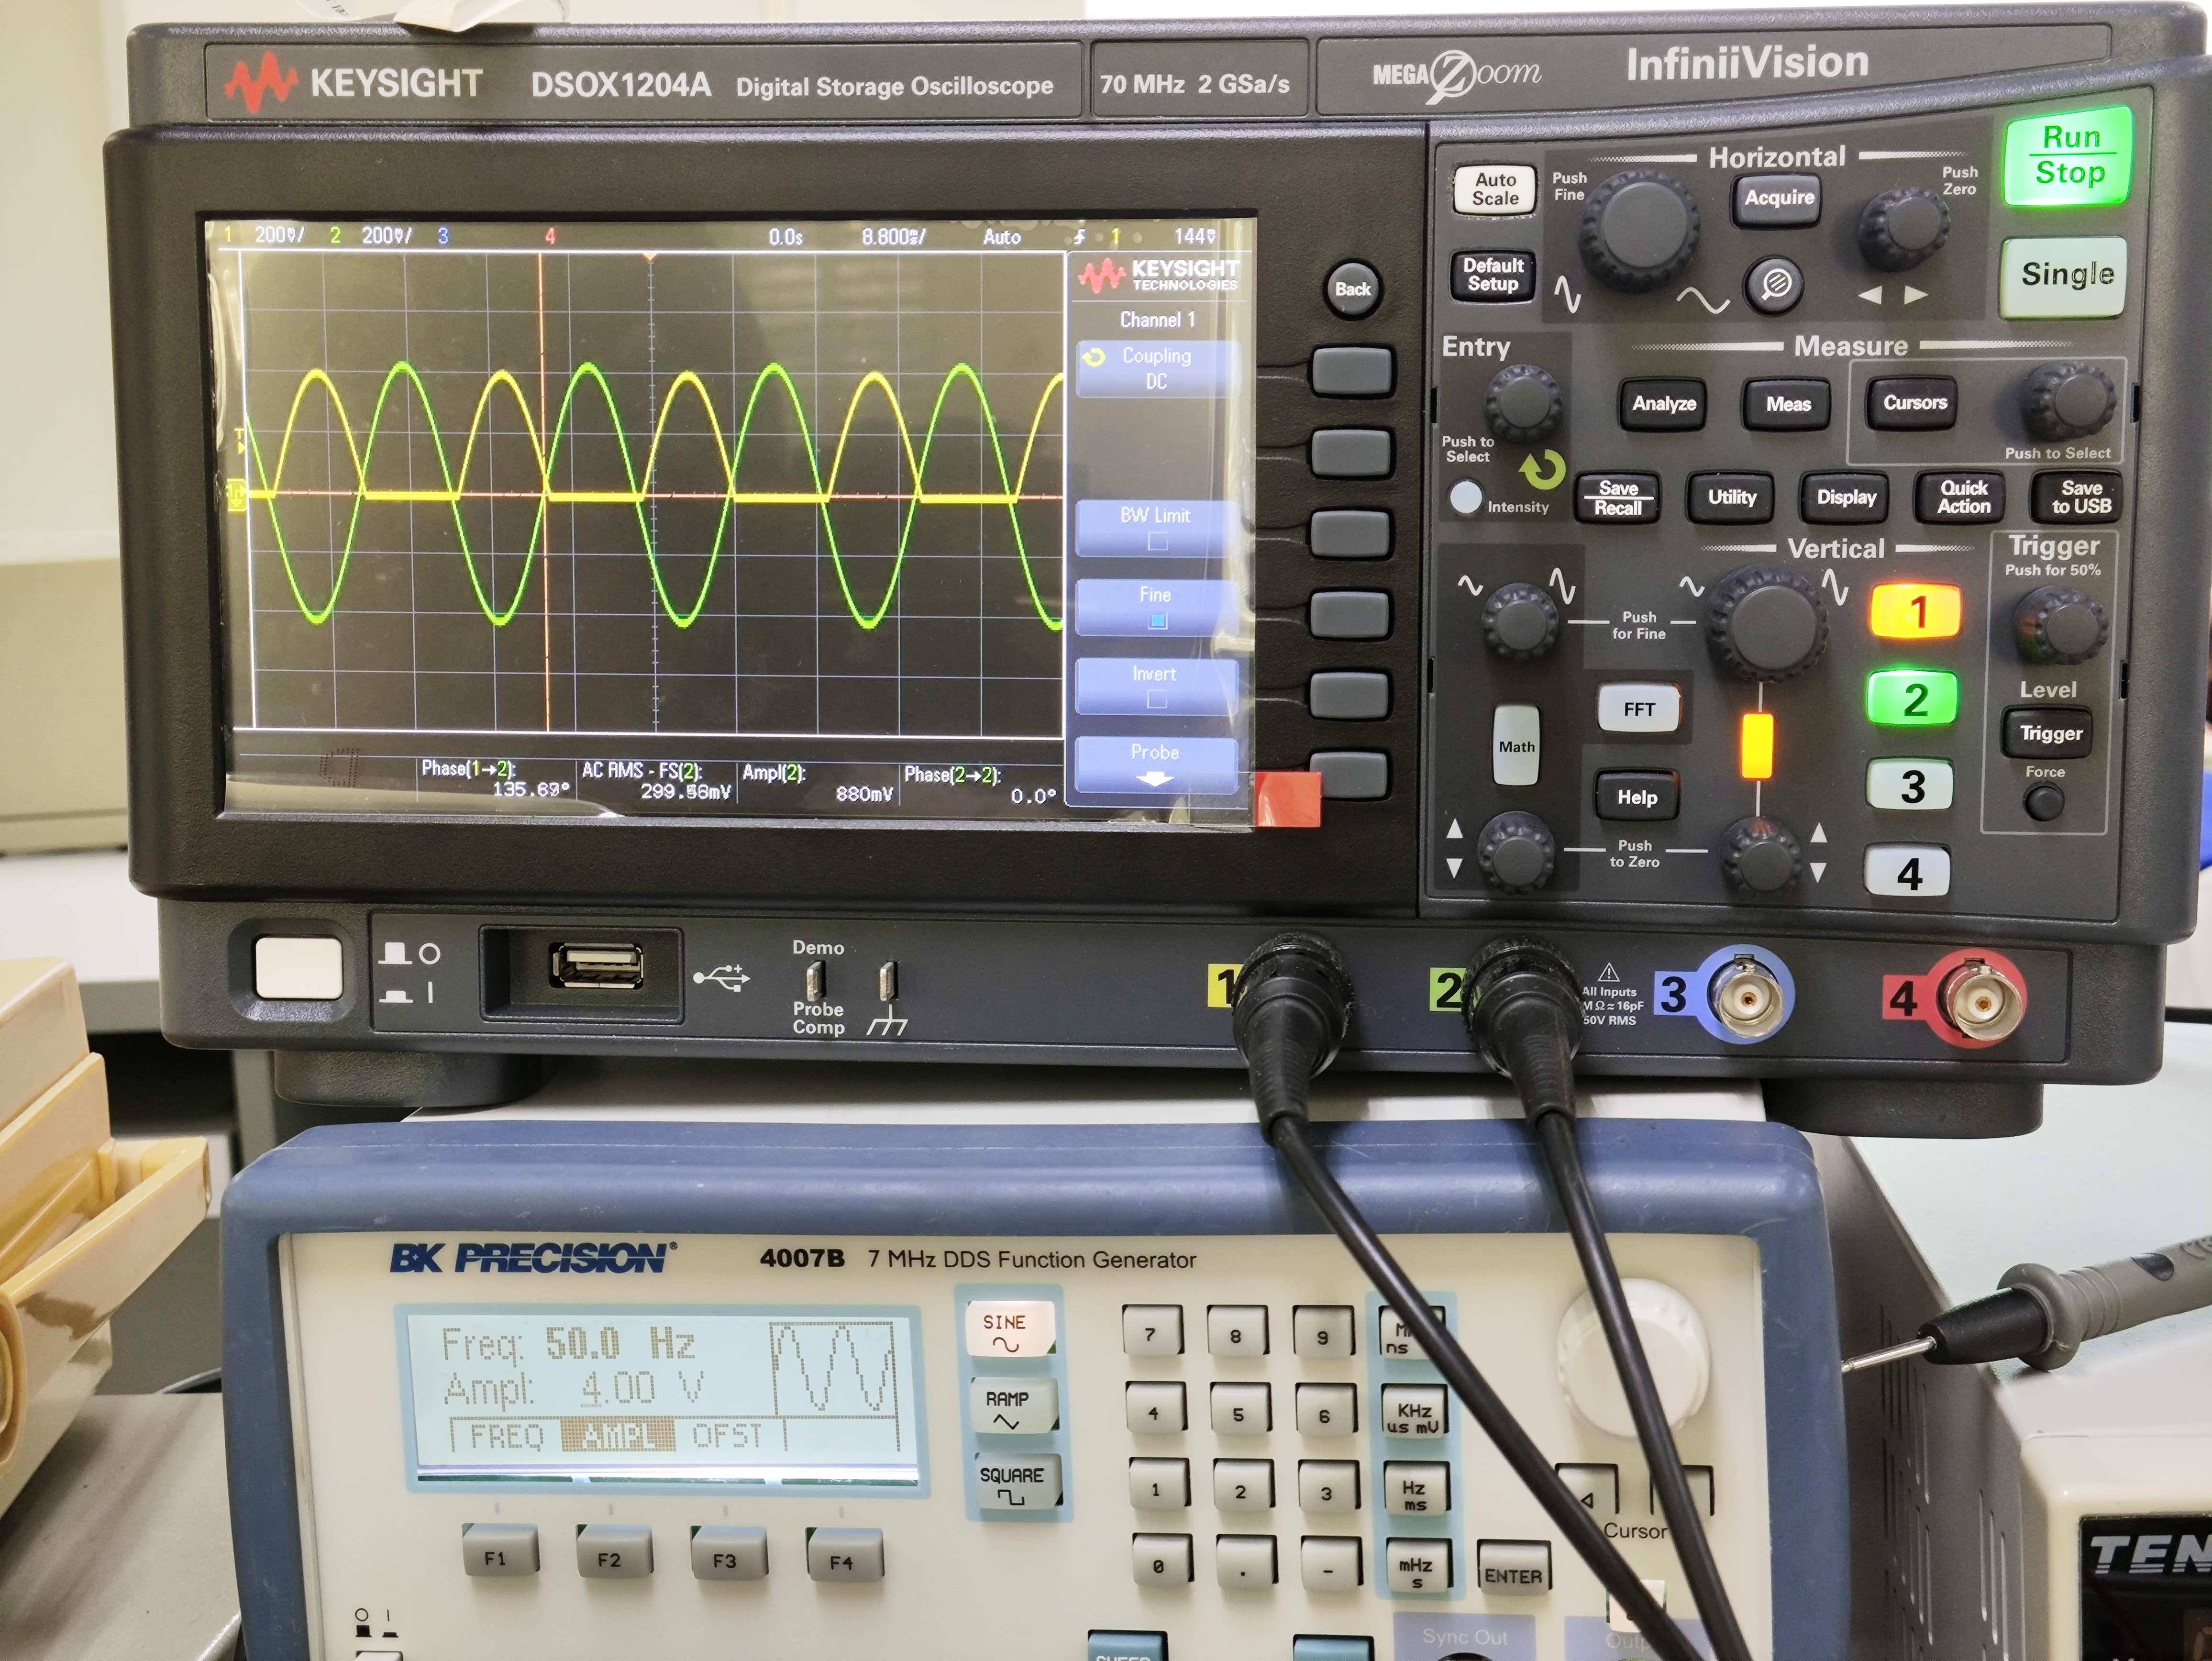 KEYSIGHT DSOX1204A Digital Storage Oscilloscope 70 MHz 2 GSa/s MEGA Zoom InfiniiVision
Run
Stop
Single
Horizontal
Auto
Scale
Push
Fine
Acquire
Push
Zero
Default
Setup
1 200V/ 2 200V/ 3 4 0.0s 8.800ms/ Auto 1 144V
KEYSIGHT
TECHNOLOGIES
Channel 1
Coupling
DC
BW Limit
Fine
Invert
Probe
T
Phase(1→2):
135.69°
AC RMS - FS(2):
299.56mV
Ampl(2):
880mV
Phase(2→2):
0.0°
Back
Entry
Measure
Analyze
Meas
Cursors
Push to
Select
Push to Select
Intensity
Save
Recall
Utility
Display
Quick
Action
Save
to USB
Vertical
Trigger
Push for 50%
Push
for Fine
1
2
3
4
FFT
Math
Help
Level
Trigger
Force
Push
to Zero
Demo
Probe
Comp
1
2
All Inputs
50V RMS
3
4
BK PRECISION® 4007B 7 MHz DDS Function Generator
Freq: 50.0 Hz
Ampl: 4.00 V
FREQ AMPL OFST
SINE
RAMP
SQUARE
7 8 9
ns
4 5 6 KHz
us mV
1 2 3 Hz
ms
0 . - mHz
s
ENTER
Cursor
F1 F2 F3 F4
Sync Out
TEN